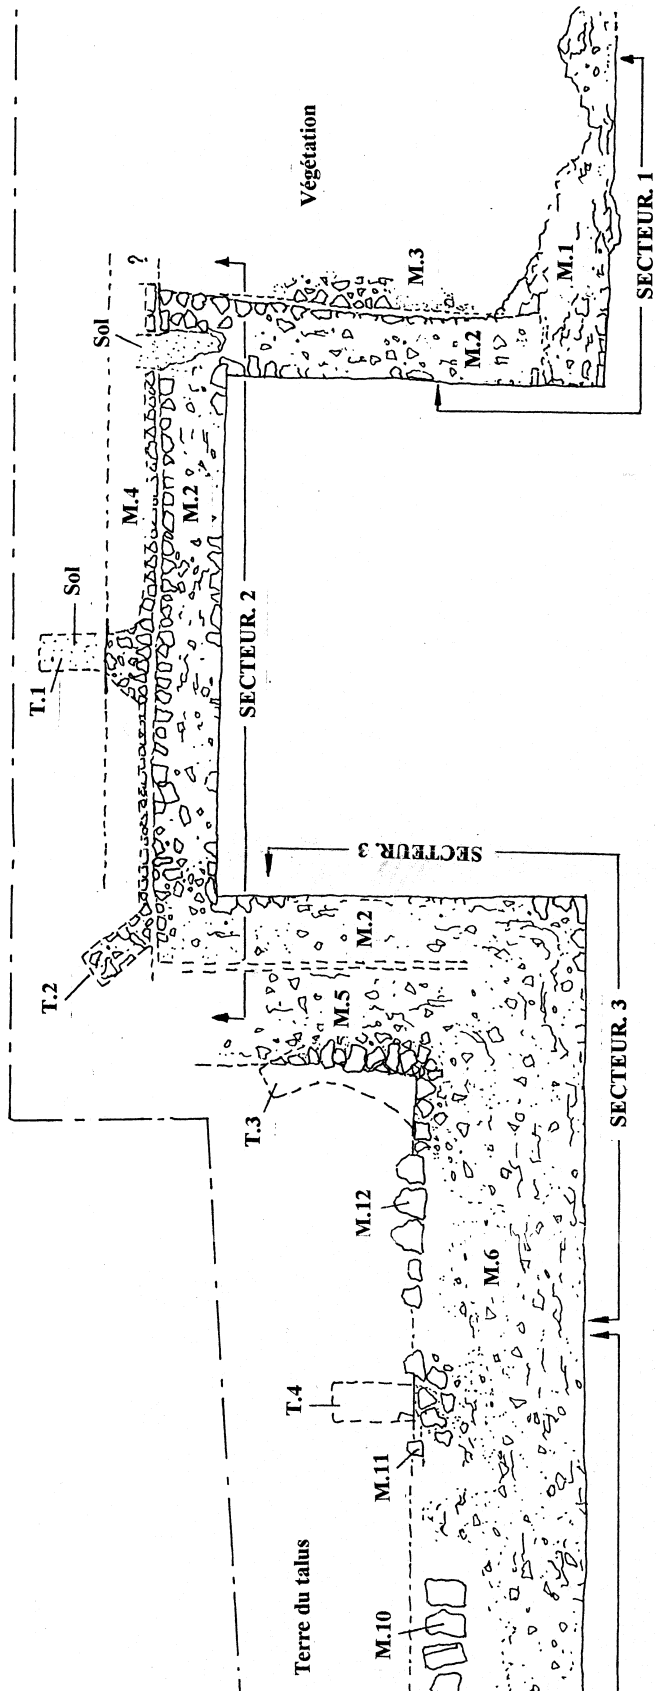 Végétation
SECTEUR. 1
M.1
M.3
M.2
?
Sol
M.4
M.2
Sol
T.1
SECTEUR. 2
SECTEUR. 3
M.2
T.2
M.5
T.3
SECTEUR. 3
M.12
M.6
T.4
M.11
Terre du talus
M.10